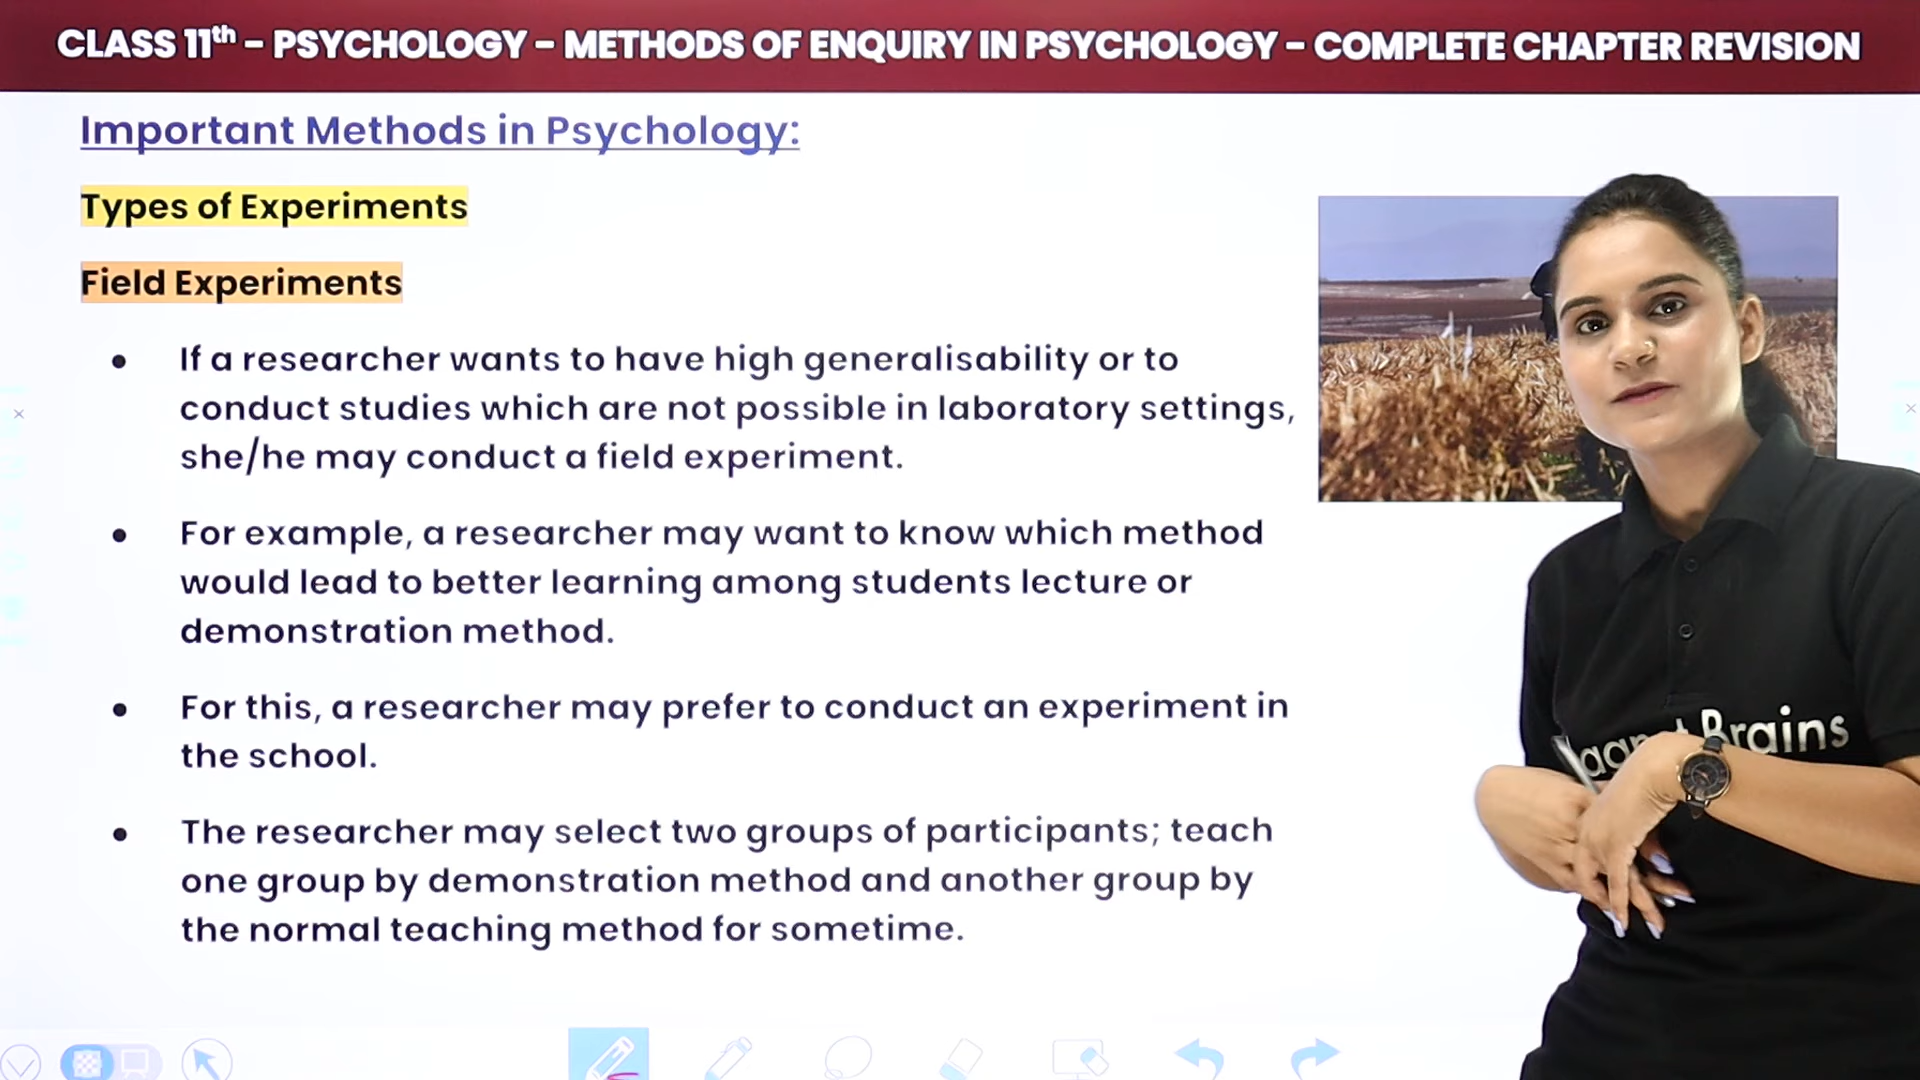 CLASS 11th – PSYCHOLOGY – METHODS OF ENQUIRY IN PSYCHOLOGY – COMPLETE CHAPTER REVISION
Important Methods in Psychology:
Types of Experiments
Field Experiments
● If a researcher wants to have high generalisability or to
conduct studies which are not possible in laboratory settings,
she/he may conduct a field experiment.
● For example, a researcher may want to know which method
would lead to better learning among students lecture or
demonstration method.
● For this, a researcher may prefer to conduct an experiment in
the school.
● The researcher may select two groups of participants; teach
one group by demonstration method and another group by
the normal teaching method for sometime.
Brains